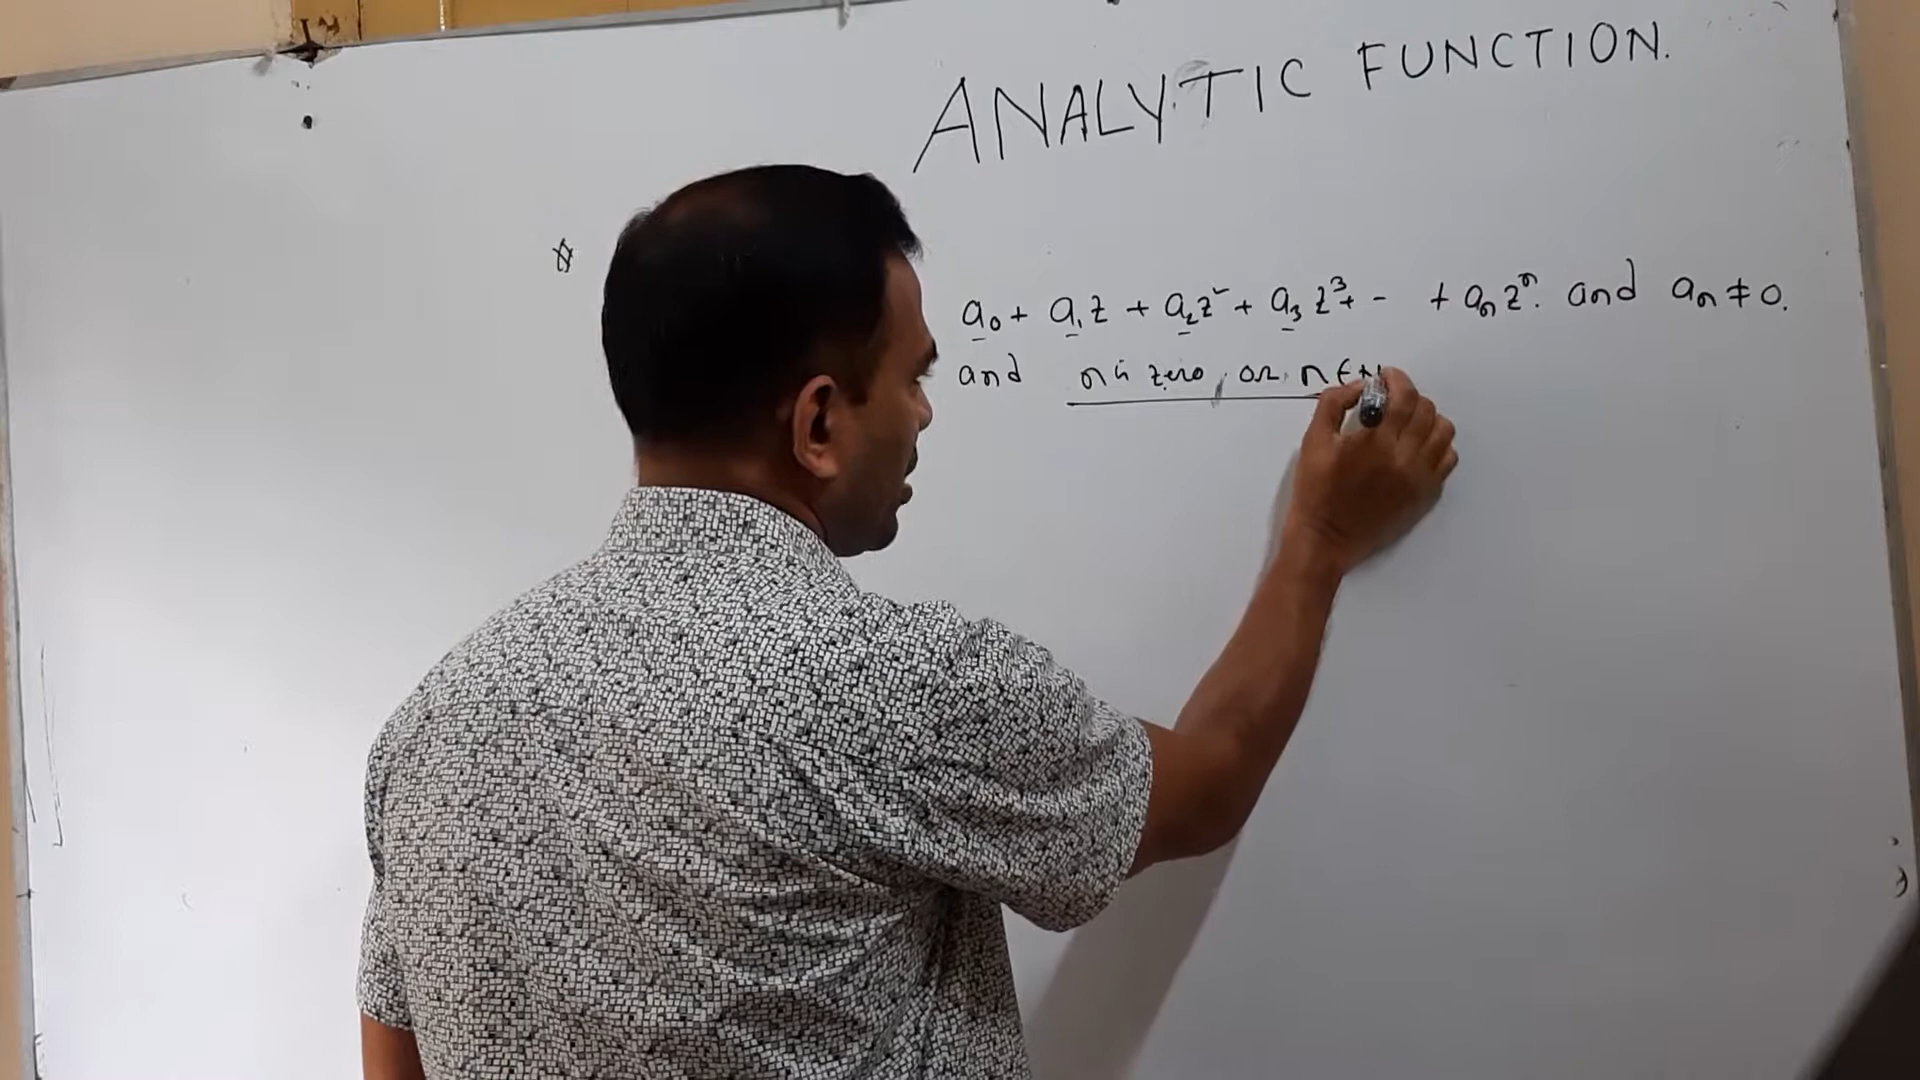 ANALYTIC FUNCTION.
a₀ + a₁z + a₂z² + a₃z³ + - + aₙzⁿ. and aₙ ≠ 0.
and n is zero, or n ∈ N